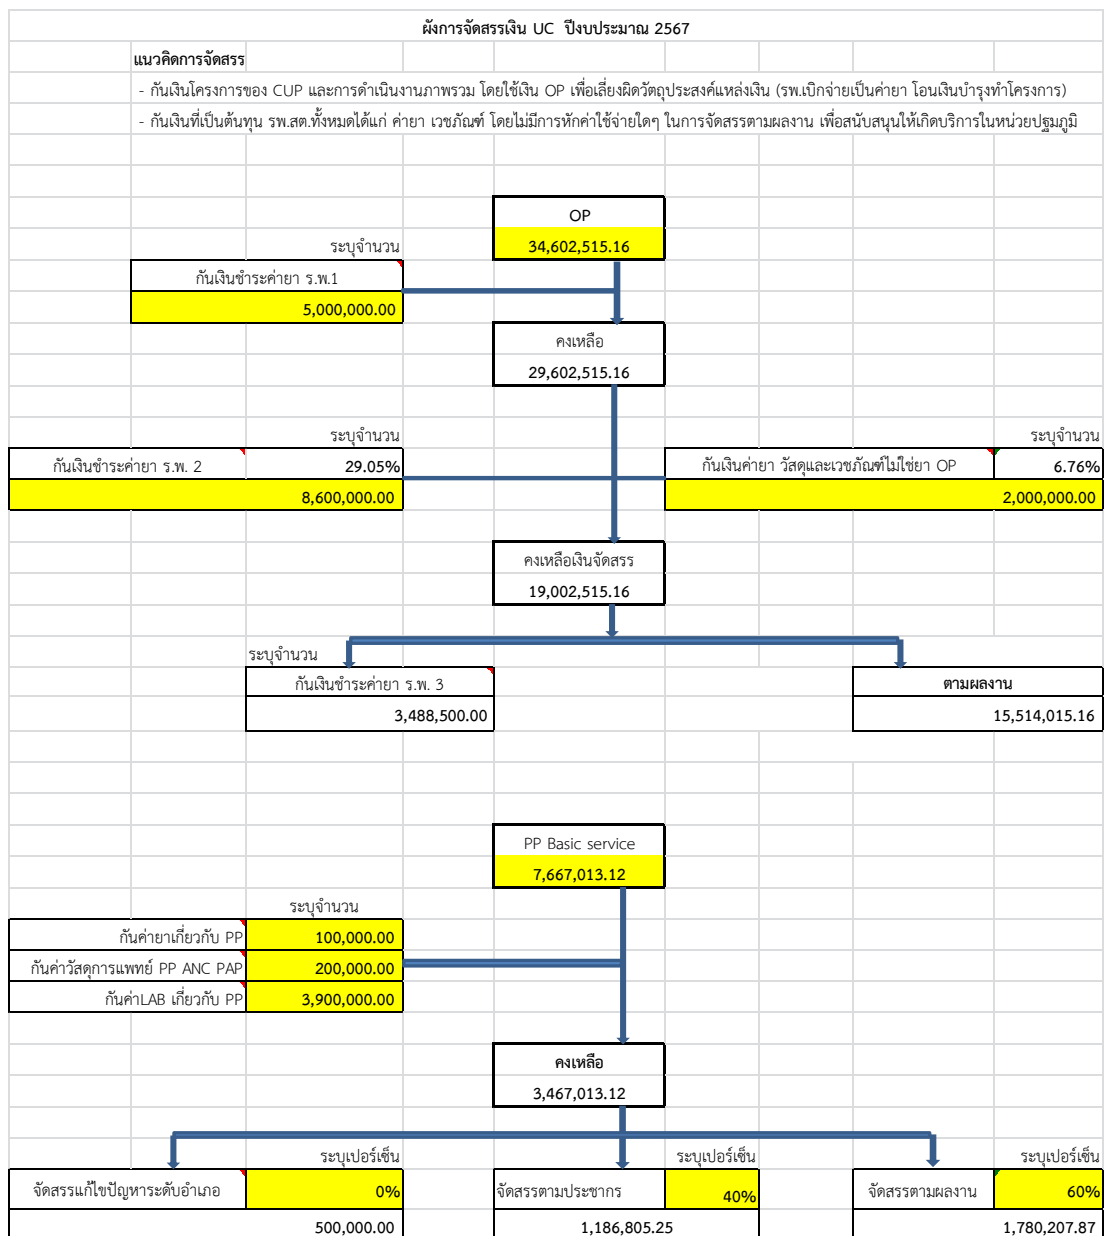 ผังการจัดสรรเงิน UC ปีงบประมาณ 2567
แนวคิดการจัดสรร
- กันเงินโครงการของ CUP และการดำเนินงานภาพรวม โดยใช้เงิน OP เพื่อเลี่ยงผิดวัตถุประสงค์แหล่งเงิน (รพ.เบิกจ่ายเป็นค่ายา โอนเงินบำรุงทำโครงการ)
- กันเงินที่เป็นต้นทุน รพ.สต.ทั้งหมดได้แก่ ค่ายา เวชภัณฑ์ โดยไม่มีการหักค่าใช้จ่ายใดๆ ในการจัดสรรตามผลงาน เพื่อสนับสนุนให้เกิดบริการในหน่วยปฐมภูมิ
OP
ระบุจำนวน 34,602,515.16
กันเงินชำระค่ายา ร.พ.1
5,000,000.00
คงเหลือ
29,602,515.16
ระบุจำนวน ระบุจำนวน
กันเงินชำระค่ายา ร.พ. 2 29.05% กันเงินค่ายา วัสดุและเวชภัณฑ์ไม่ใช่ยา OP 6.76%
8,600,000.00 2,000,000.00
คงเหลือเงินจัดสรร
19,002,515.16
ระบุจำนวน
กันเงินชำระค่ายา ร.พ. 3 ตามผลงาน
3,488,500.00 15,514,015.16
PP Basic service
7,667,013.12
ระบุจำนวน
กันค่ายาเกี่ยวกับ PP 100,000.00
กันค่าวัสดุการแพทย์ PP ANC PAP 200,000.00
กันค่าLAB เกี่ยวกับ PP 3,900,000.00
คงเหลือ
3,467,013.12
ระบุเปอร์เซ็น ระบุเปอร์เซ็น ระบุเปอร์เซ็น
จัดสรรแก้ไขปัญหาระดับอำเภอ 0% จัดสรรตามประชากร 40% จัดสรรตามผลงาน 60%
500,000.00 1,186,805.25 1,780,207.87